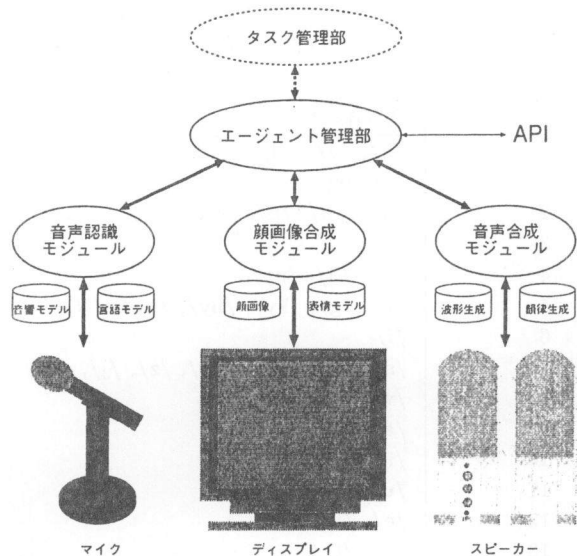 タスク管理部
エージェント管理部
API
音声認識
モジュール
顔画像合成
モジュール
音声合成
モジュール
音響モデル
言語モデル
顔画像
表情モデル
波形生成
韻律生成
マイク
ディスプレイ
スピーカー